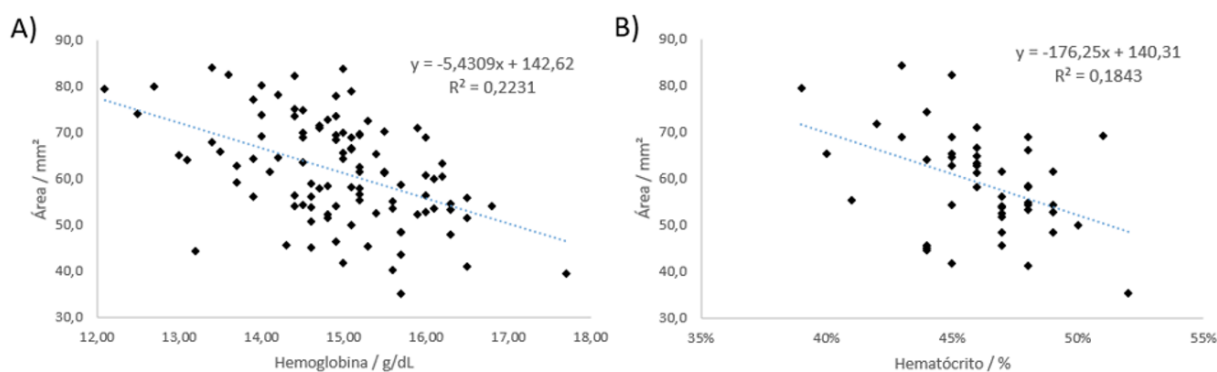 A)
90,0
80,0
70,0
60,0
50,0
40,0
30,0
Área / mm²
y = -5,4309x + 142,62
R² = 0,2231
12,00 13,00 14,00 15,00 16,00 17,00 18,00
Hemoglobina / g/dL
B)
90,0
80,0
70,0
60,0
50,0
40,0
30,0
Área / mm²
y = -176,25x + 140,31
R² = 0,1843
35% 40% 45% 50% 55%
Hematócrito / %